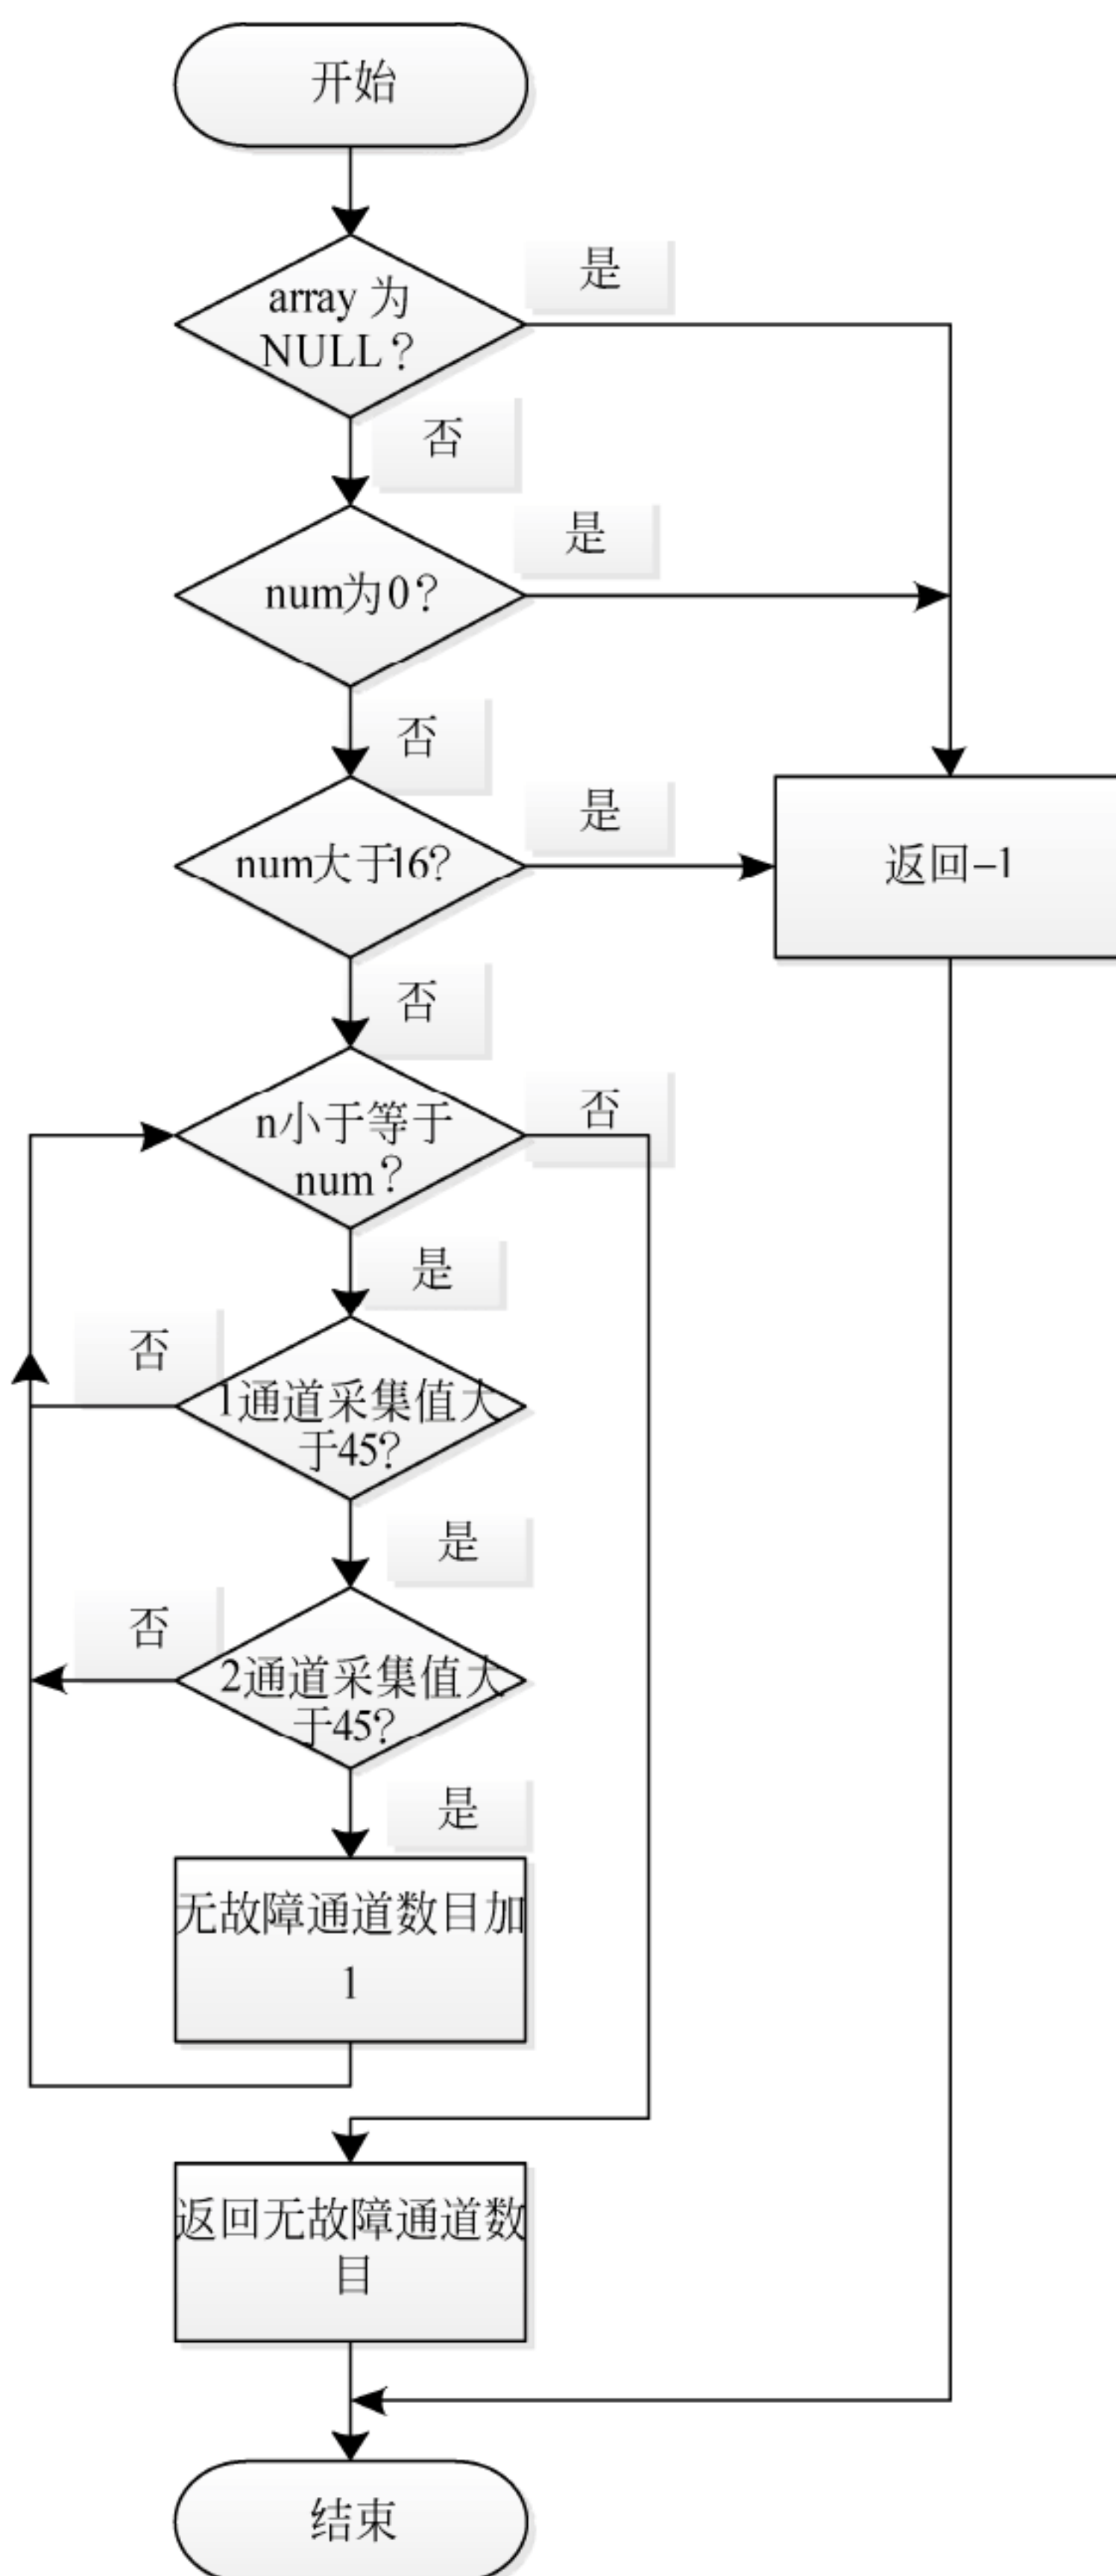 开始
array 为
NULL？
是
否
num为0？
是
否
num大于16?
是
返回-1
否
n小于等于
num？
否
是
1通道采集值大
于45?
否
是
2通道采集值大
于45?
否
是
无故障通道数目加
1
返回无故障通道数
目
结束